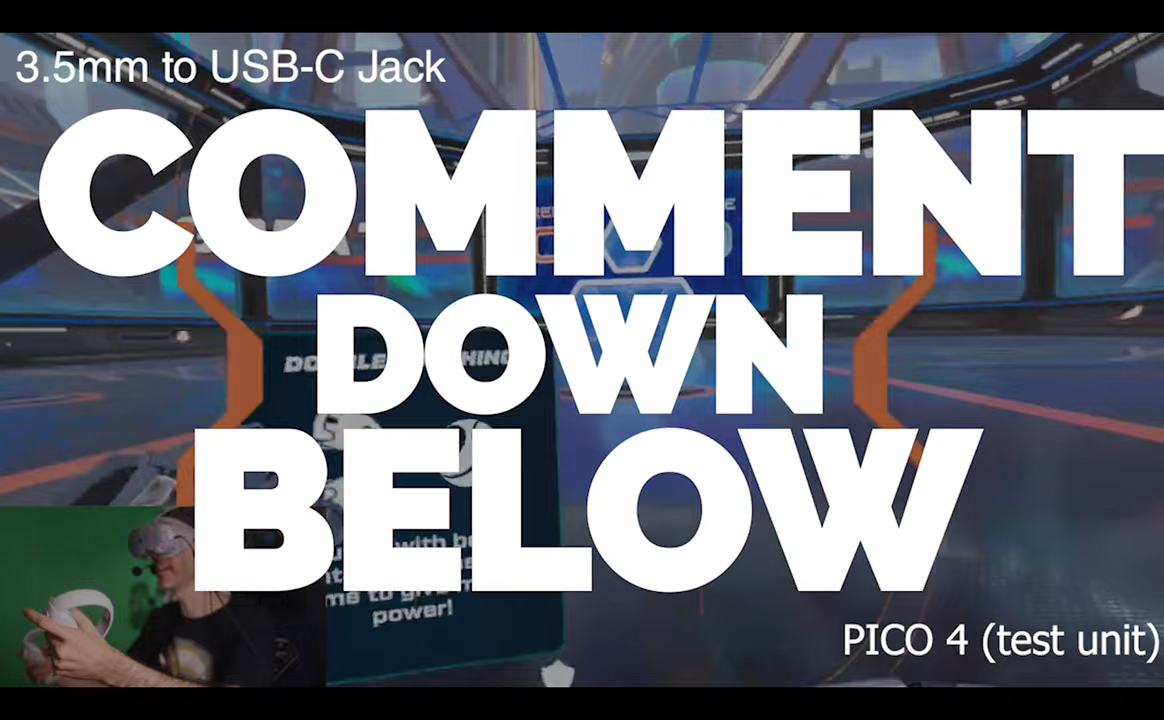 3.5mm to USB-C Jack
COMMENT
DOWN
BELOW
power!
PICO 4 (test unit)